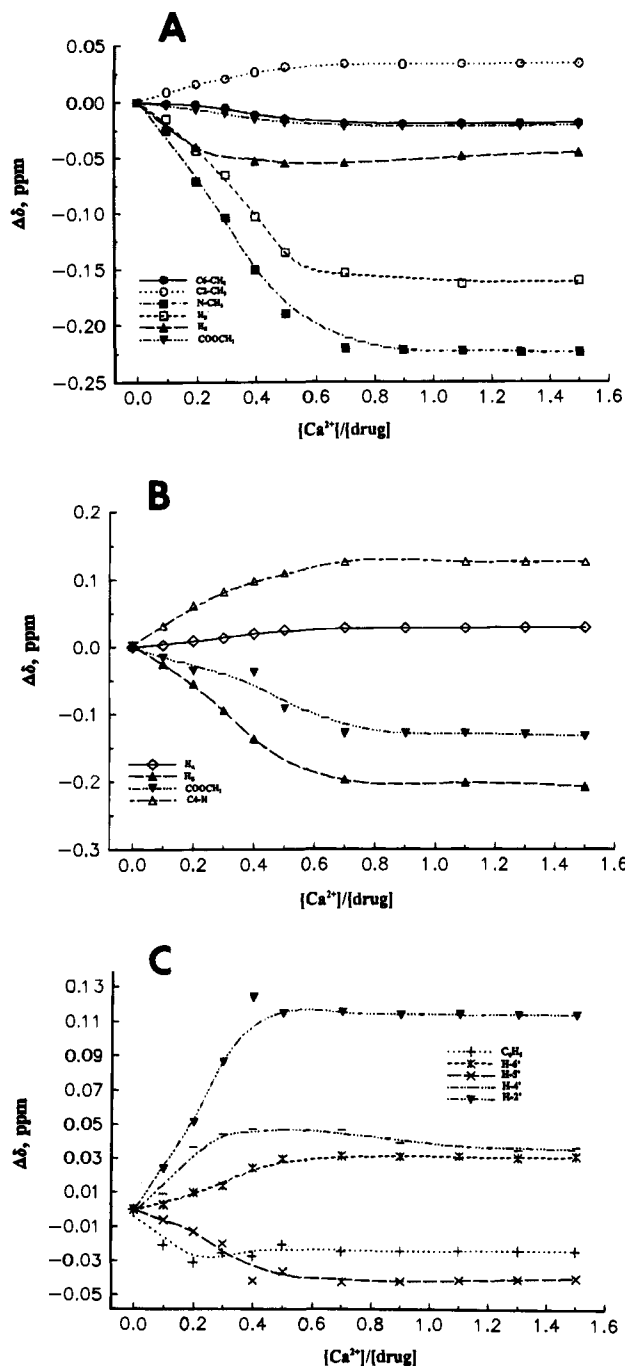 A
0.05
0.00
−0.05
−0.10
−0.15
−0.20
−0.25
Δδ, ppm
C6-CH₃
C2-CH₃
N-CH₃
COOCH₃
0.0 0.2 0.4 0.6 0.8 1.0 1.2 1.4 1.6
[Ca²⁺[/[drug]
B
0.2
0.1
0.0
−0.1
−0.2
−0.3
Δδ, ppm
COOCH₃
C4-H
0.0 0.2 0.4 0.6 0.8 1.0 1.2 1.4 1.6
[Ca²⁺]/[drug]
C
0.13
0.11
0.09
0.07
0.05
0.03
0.01
−0.01
−0.03
−0.05
Δδ, ppm
H-6'
H-5'
H-4'
H-2'
0.0 0.2 0.4 0.6 0.8 1.0 1.2 1.4 1.6
[Ca²⁺]/[drug]